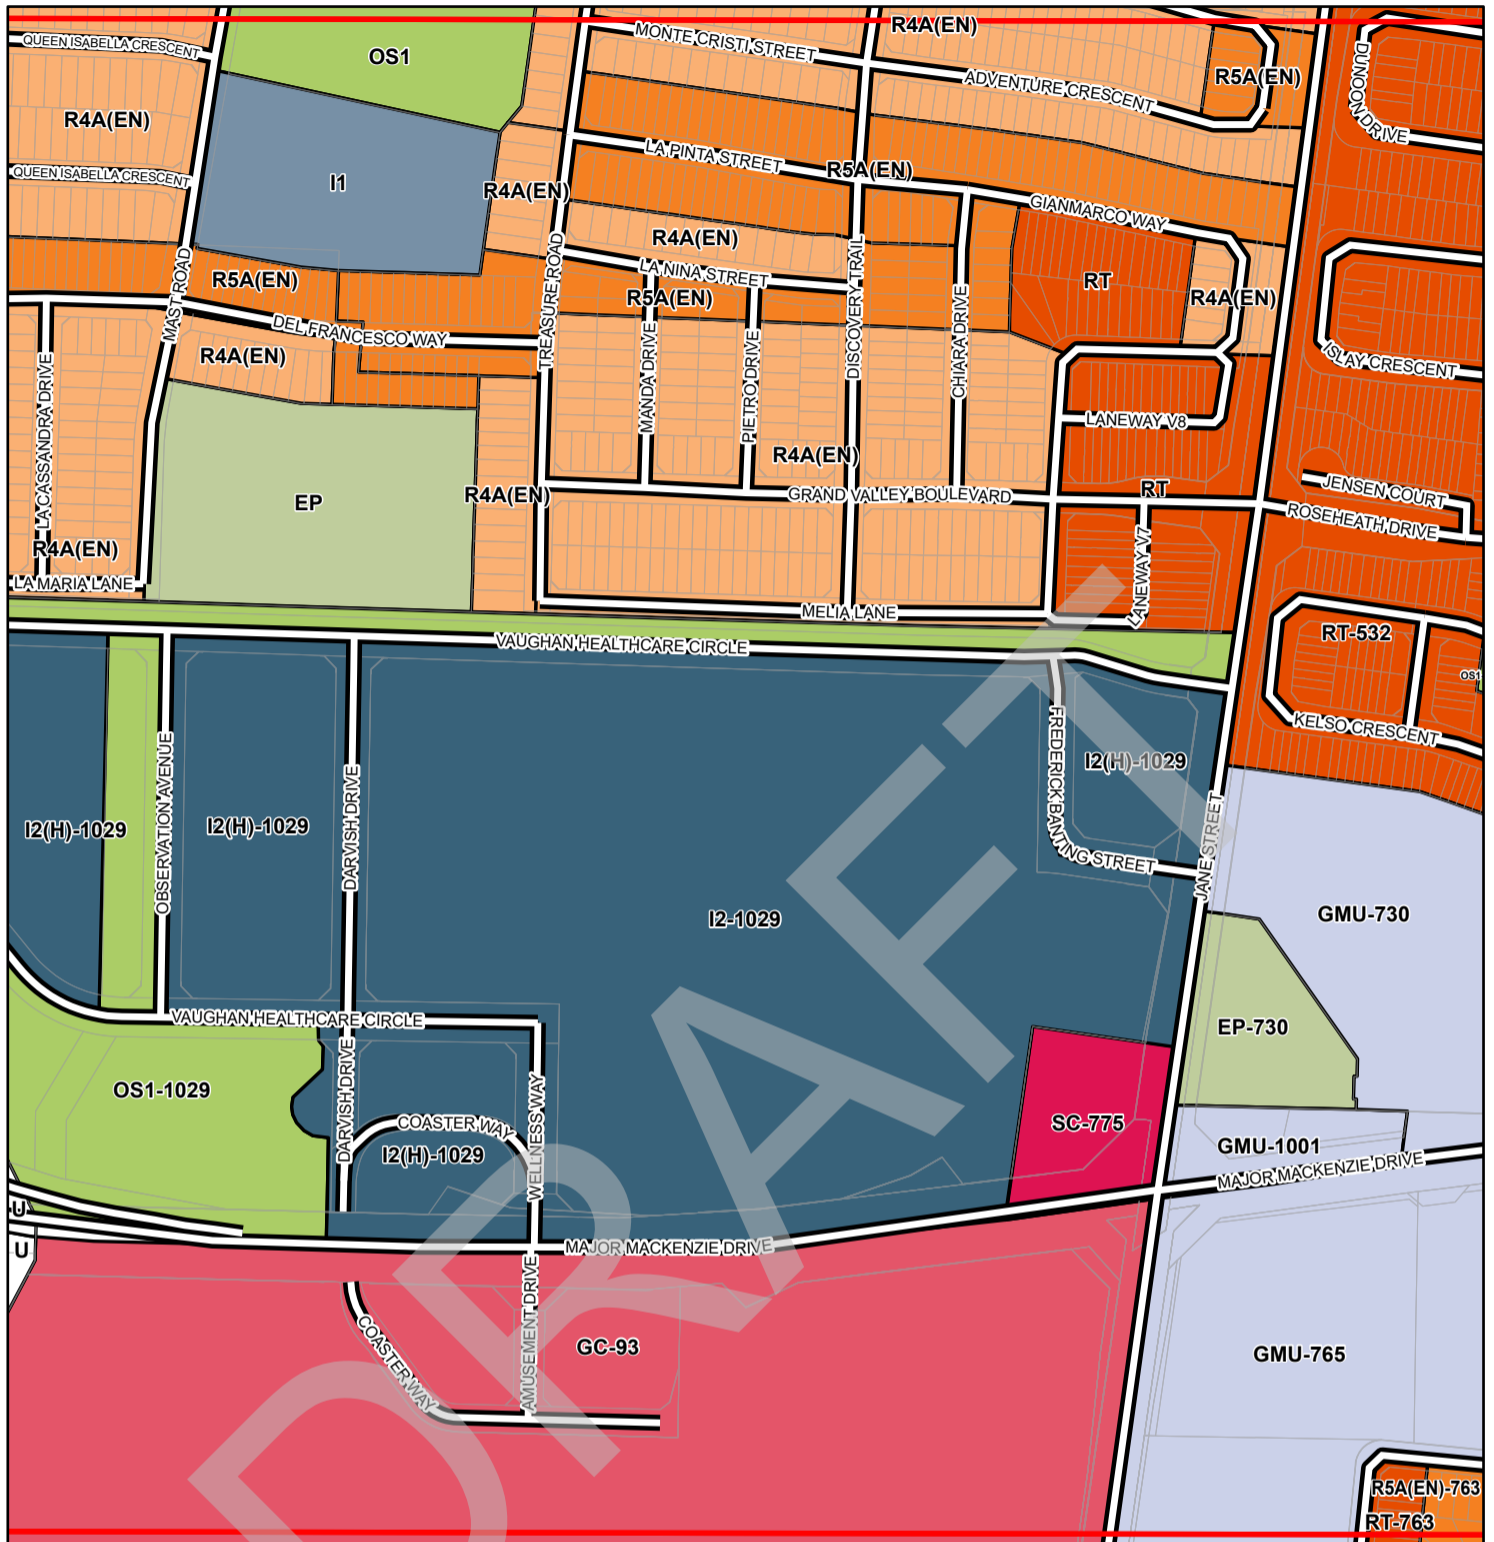 R4A(EN)
MONTE CRISTI STREET
QUEEN ISABELLA CRESCENT
OS1
ADVENTURE CRESCENT
R5A(EN)
DUNOON DRIVE
R4A(EN)
LA PINTA STREET
R5A(EN)
QUEEN ISABELLA CRESCENT
I1
R4A(EN)
GIANMARCO WAY
R4A(EN)
LA NINA STREET
R5A(EN)
RT
R5A(EN)
R4A(EN)
MAST ROAD
TREASURE ROAD
DISCOVERY TRAIL
CHIARA DRIVE
DEL FRANCESCO WAY
R4A(EN)
MANDA DRIVE
PIETRO DRIVE
ISLAY CRESCENT
LA CASSANDRA DRIVE
LANEWAY V8
R4A(EN)
EP
R4A(EN)
GRAND VALLEY BOULEVARD
RT
JENSEN COURT
ROSEHEATH DRIVE
R4A(EN)
LANEWAY V7
LA MARIA LANE
MELIA LANE
VAUGHAN HEALTHCARE CIRCLE
RT-532
OS1
KELSO CRESCENT
FREDERICK BANTING STREET
I2(H)-1029
OBSERVATION AVENUE
DARVISH DRIVE
I2(H)-1029
I2(H)-1029
JANE STREET
I2-1029
GMU-730
VAUGHAN HEALTHCARE CIRCLE
EP-730
OS1-1029
DARVISH DRIVE
COASTER WAY
I2(H)-1029
WELLNESS WAY
SC-775
GMU-1001
MAJOR MACKENZIE DRIVE
U
U
MAJOR MACKENZIE DRIVE
COASTER WAY
AMUSEMENT DRIVE
GC-93
GMU-765
R5A(EN)-763
RT-763
DRAFT